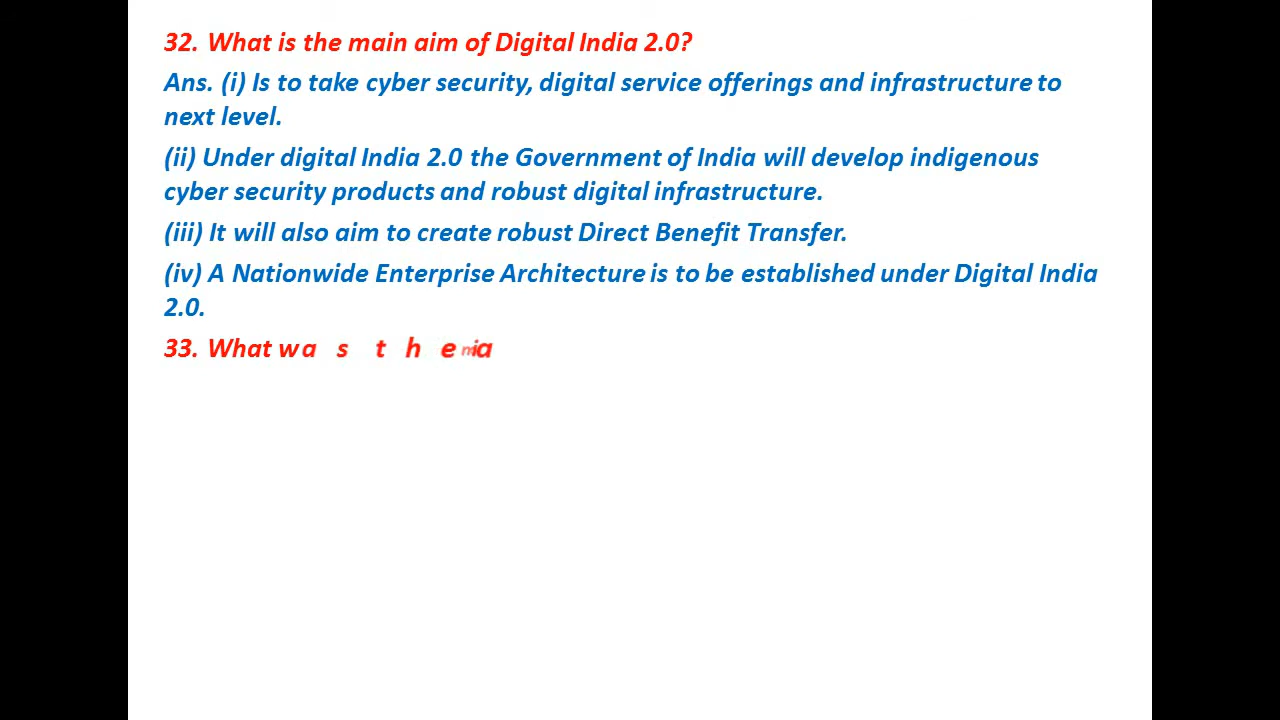 32. What is the main aim of Digital India 2.0?
Ans. (i) Is to take cyber security, digital service offerings and infrastructure to
next level.
(ii) Under digital India 2.0 the Government of India will develop indigenous
cyber security products and robust digital infrastructure.
(iii) It will also aim to create robust Direct Benefit Transfer.
(iv) A Nationwide Enterprise Architecture is to be established under Digital India
2.0.
33. What was the